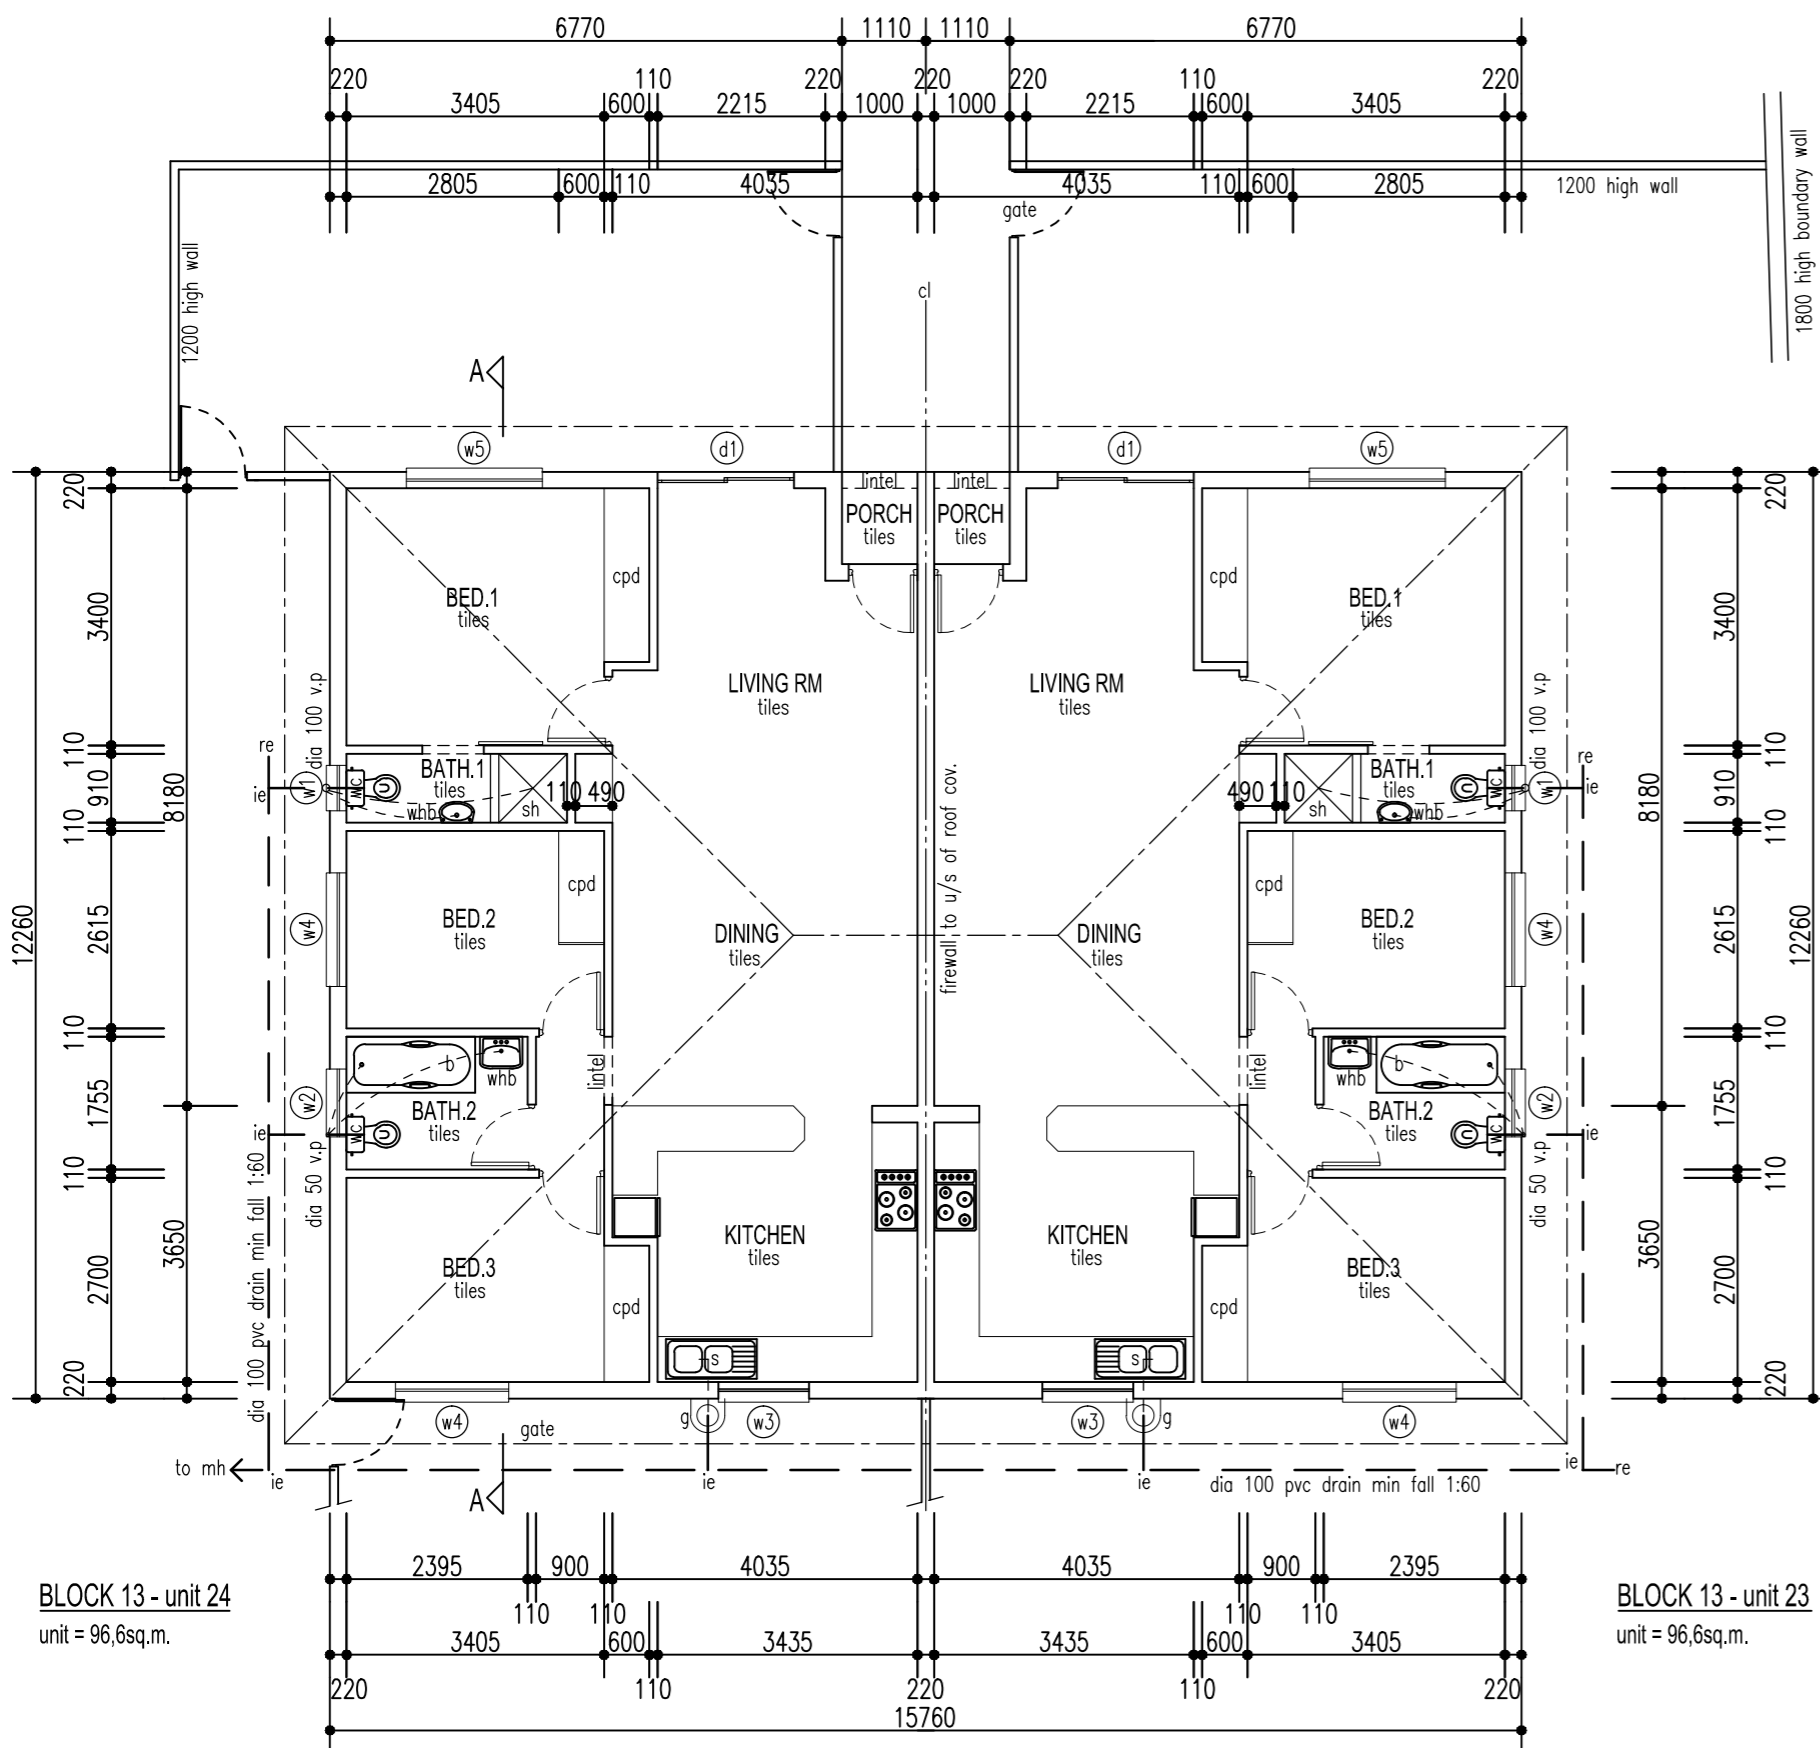 6770 1110 1110 6770
220 110 220 220 220 110 220
3405 600 2215 1000 1000 2215 600 3405
2805 600 110 4035 4035 110 600 2805
1200 high wall
gate
1200 high wall
1800 high boundary wall
cl
A
w5 d1 d1 w5
lintel lintel
PORCH PORCH
tiles tiles
cpd cpd
BED.1 BED.1
tiles tiles
LIVING RM LIVING RM
tiles tiles
dia 100 v.p dia 100 v.p
re re
ie ie
w1 w1
BATH.1 BATH.1
tiles tiles
wc wc
whb sh 110 490 490 110 sh whb
firewall to u/s of roof cov.
cpd cpd
BED.2 BED.2
tiles tiles
w4 w4
DINING DINING
tiles tiles
lintel lintel
b whb whb b
w2 w2
BATH.2 BATH.2
tiles tiles
wc wc
ie ie
dia 50 v.p dia 50 v.p
dia 100 pvc drain min fall 1:60
KITCHEN KITCHEN
tiles tiles
BED.3 BED.3
tiles tiles
cpd cpd
s s
w4 g w3 w3 g w4
gate
to mh ie ie ie ie re
A
dia 100 pvc drain min fall 1:60
12260
220
3400
110
910
110
2615
110
1755
110
2700
220
8180
3650
8180
3650
220
3400
110
910
110
2615
110
1755
110
2700
220
12260
2395 900 4035 4035 900 2395
110 110 110 110
3405 600 3435 3435 600 3405
220 110 220 110 220
15760
BLOCK 13 - unit 24
unit = 96,6sq.m.
BLOCK 13 - unit 23
unit = 96,6sq.m.